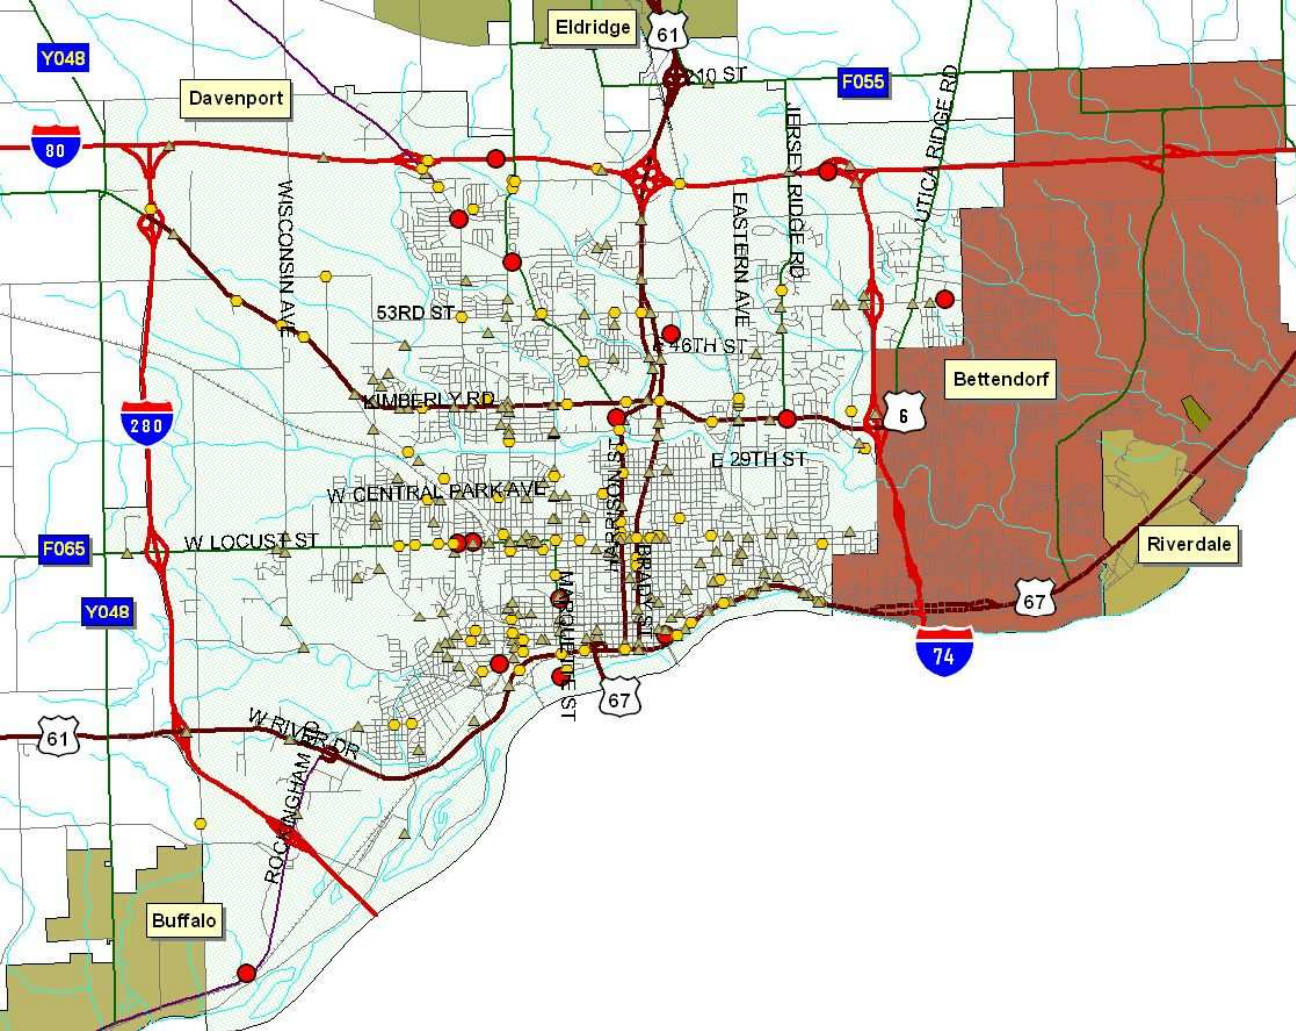 Eldridge
61
Y048
210 ST
F055
Davenport
80
JERSEY RIDGE RD
UTICA RIDGE RD
WISCONSIN AVE
EASTERN AVE
53RD ST
E 46TH ST
Bettendorf
KIMBERLY RD
6
280
HARRISON ST
E 29TH ST
W CENTRAL PARK AVE
W LOCUST ST
F065
Riverdale
BRADY ST
MARQUETTE ST
67
Y048
74
67
61
W RIVER DR
ROCKINGHAM RD
Buffalo